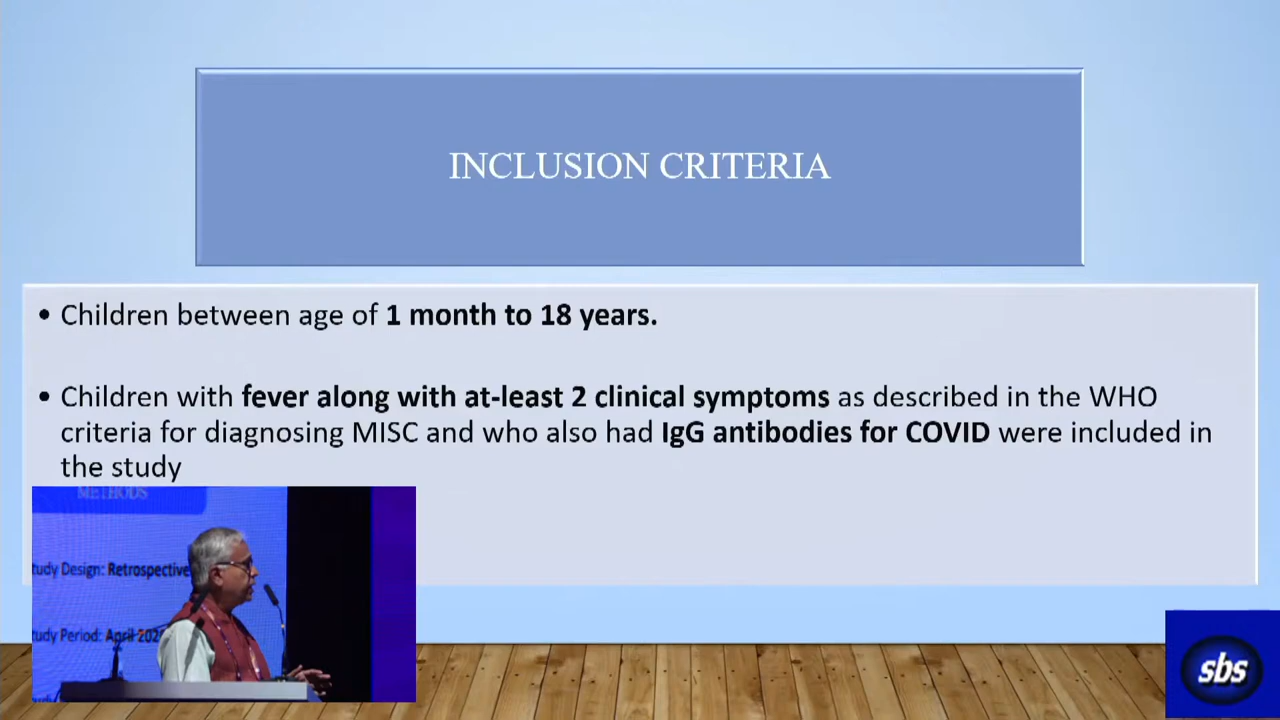 INCLUSION CRITERIA
• Children between age of 1 month to 18 years.
• Children with fever along with at-least 2 clinical symptoms as described in the WHO
criteria for diagnosing MISC and who also had IgG antibodies for COVID were included in
the study
METHODS
tudy Design: Retrospective
tudy Period: April 202
sbs